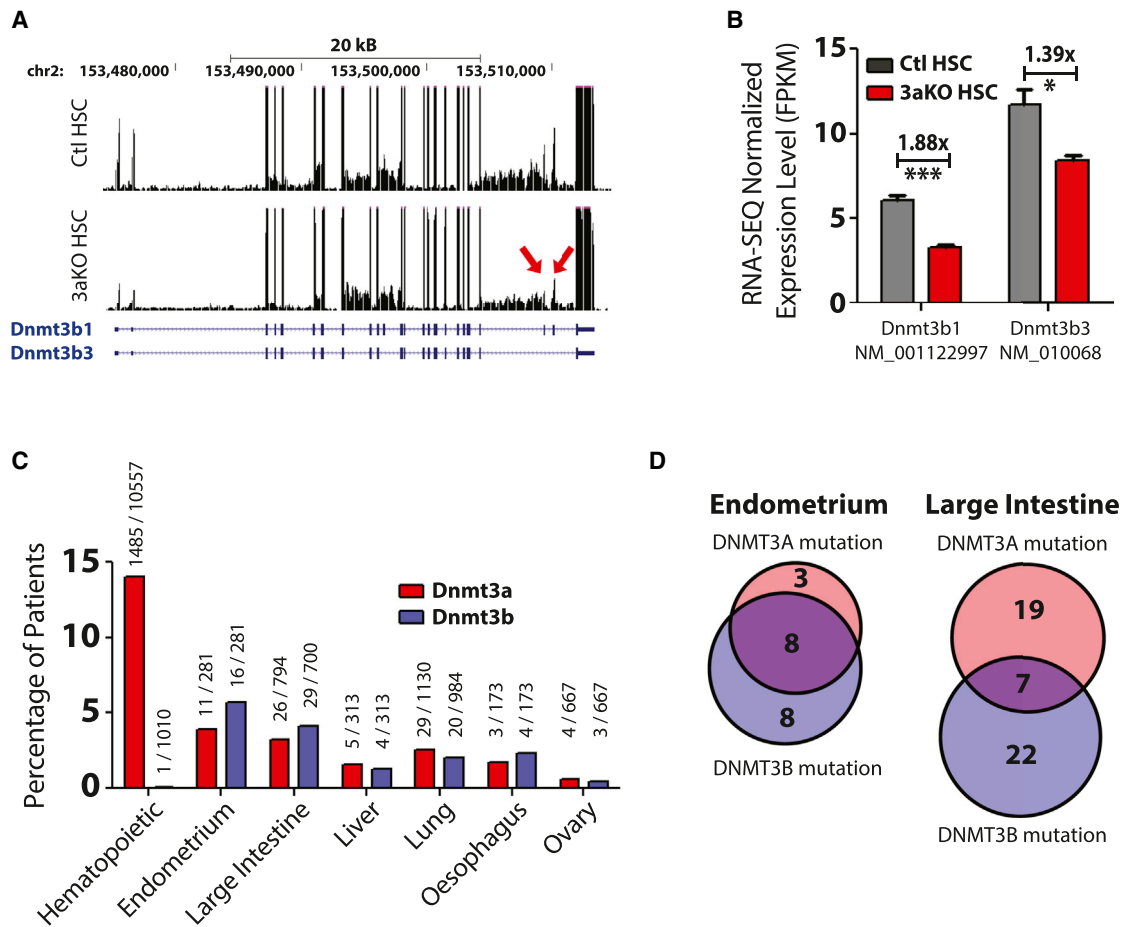 A
20 kB
chr2: 153,480,000 153,490,000 153,500,000 153,510,000
Ctl HSC
3aKO HSC
Dnmt3b1
Dnmt3b3
B
RNA-SEQ Normalized
Expression Level (FPKM)
15
10
5
0
Ctl HSC
3aKO HSC
1.88x
***
1.39x
*
Dnmt3b1
NM_001122997
Dnmt3b3
NM_010068
C
Percentage of Patients
15
10
5
0
Dnmt3a
Dnmt3b
1485 / 10557
1 / 1010
11 / 281
16 / 281
26 / 794
29 / 700
5 / 313
4 / 313
29 / 1130
20 / 984
3 / 173
4 / 173
4 / 667
3 / 667
Hematopoietic
Endometrium
Large Intestine
Liver
Lung
Oesophagus
Ovary
D
Endometrium
DNMT3A mutation
3
8
8
DNMT3B mutation
Large Intestine
DNMT3A mutation
19
7
22
DNMT3B mutation